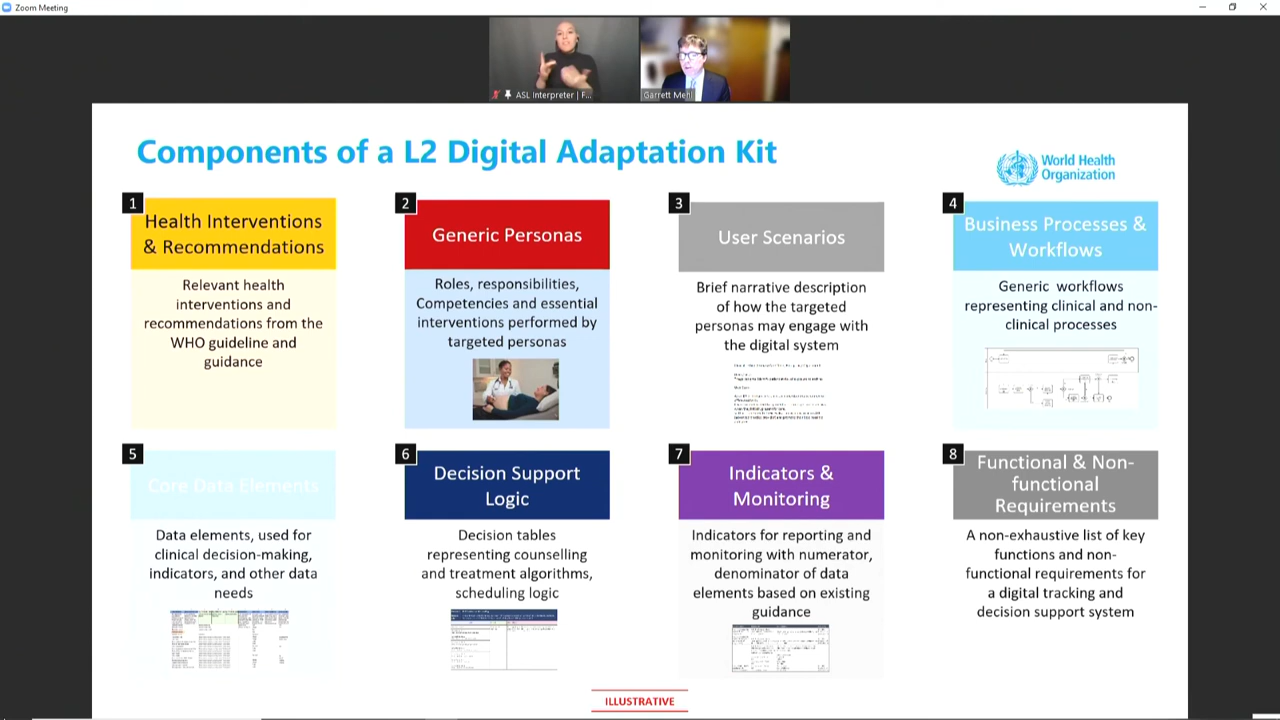 Zoom Meeting
ASL Interpreter | F...
Garrett Mehl
Components of a L2 Digital Adaptation Kit
World Health
Organization
1
Health Interventions
& Recommendations
Relevant health
interventions and
recommendations from the
WHO guideline and
guidance
2
Generic Personas
Roles, responsibilities,
Competencies and essential
interventions performed by
targeted personas
3
User Scenarios
Brief narrative description
of how the targeted
personas may engage with
the digital system
4
Business Processes &
Workflows
Generic workflows
representing clinical and non-
clinical processes
5
Core Data Elements
Data elements, used for
clinical decision-making,
indicators, and other data
needs
6
Decision Support
Logic
Decision tables
representing counselling
and treatment algorithms,
scheduling logic
7
Indicators &
Monitoring
Indicators for reporting and
monitoring with numerator,
denominator of data
elements based on existing
guidance
8
Functional & Non-
functional
Requirements
A non-exhaustive list of key
functions and non-
functional requirements for
a digital tracking and
decision support system
ILLUSTRATIVE